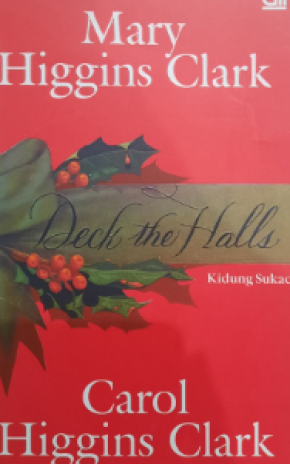 Mary
Higgins Clark
Deck the Halls
Kidung Sukac
Carol
Higgins Clark